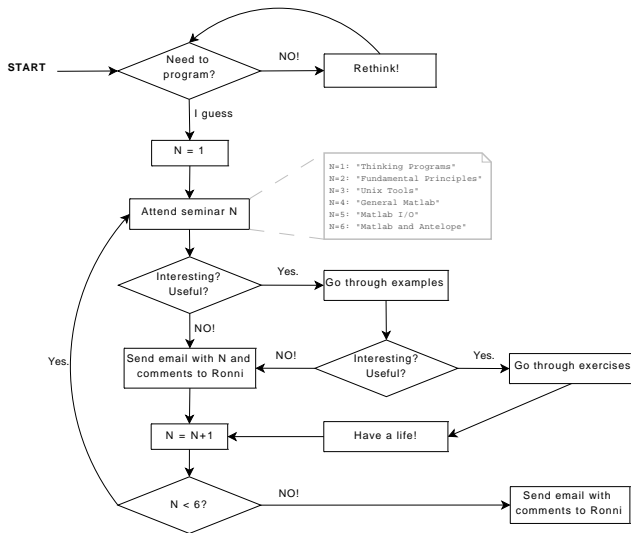 START
Need to
program?
NO!
Rethink!
I guess
N = 1
N=1: "Thinking Programs"
N=2: "Fundamental Principles"
N=3: "Unix Tools"
N=4: "General Matlab"
N=5: "Matlab I/O"
N=6: "Matlab and Antelope"
Attend seminar N
Interesting?
Useful?
Yes.
Go through examples
NO!
Yes.
Send email with N and
comments to Ronni
NO!
Interesting?
Useful?
Yes.
Go through exercises
N = N+1
Have a life!
N < 6?
NO!
Send email with
comments to Ronni